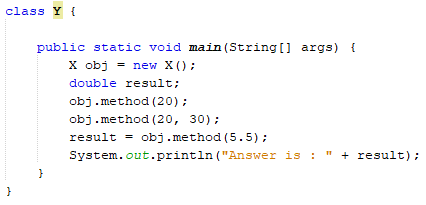 class Y {
public static void main(String[] args) {
X obj = new X();
double result;
obj.method(20);
obj.method(20, 30);
result = obj.method(5.5);
System.out.println("Answer is : " + result);
}
}